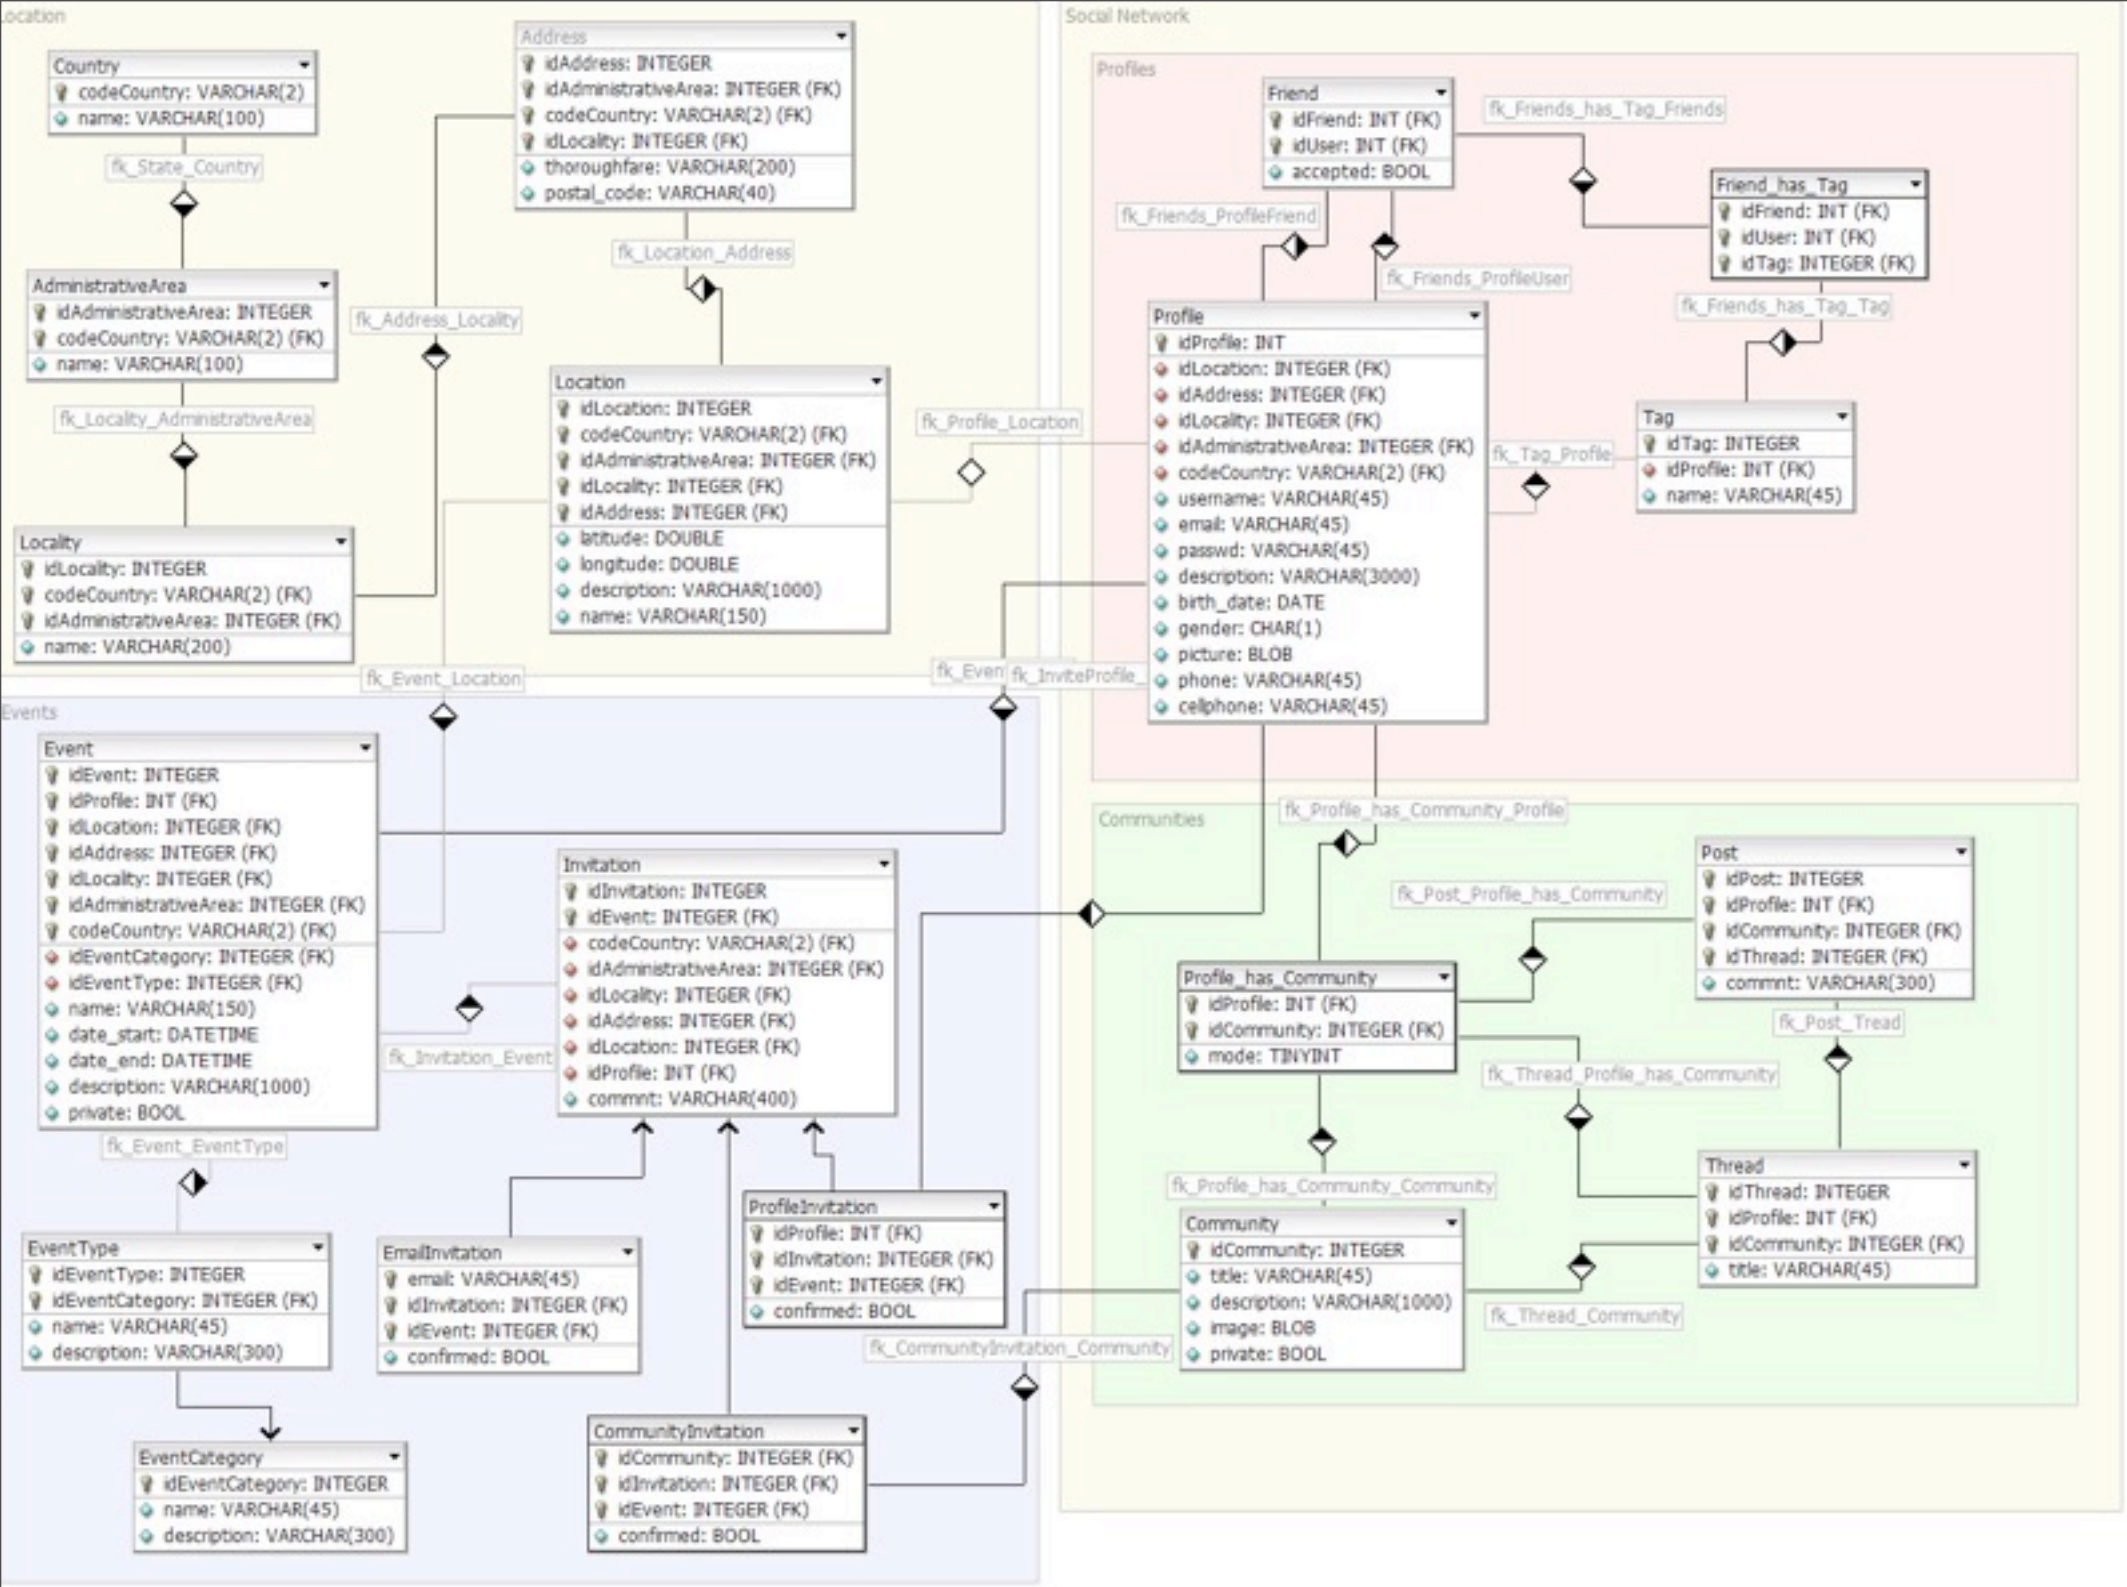 Location
Country
codeCountry: VARCHAR(2)
name: VARCHAR(100)
fk_State_Country
AdministrativeArea
idAdministrativeArea: INTEGER
codeCountry: VARCHAR(2) (FK)
name: VARCHAR(100)
fk_Locality_AdministrativeArea
Locality
idLocality: INTEGER
codeCountry: VARCHAR(2) (FK)
idAdministrativeArea: INTEGER (FK)
name: VARCHAR(200)
Address
idAddress: INTEGER
idAdministrativeArea: INTEGER (FK)
codeCountry: VARCHAR(2) (FK)
idLocality: INTEGER (FK)
thoroughfare: VARCHAR(200)
postal_code: VARCHAR(40)
fk_Location_Address
fk_Address_Locality
Location
idLocation: INTEGER
codeCountry: VARCHAR(2) (FK)
idAdministrativeArea: INTEGER (FK)
idLocality: INTEGER (FK)
idAddress: INTEGER (FK)
latitude: DOUBLE
longitude: DOUBLE
description: VARCHAR(1000)
name: VARCHAR(150)
fk_Profile_Location
fk_Event_Location
fk_Even
fk_InviteProfile_
Social Network
Profiles
Friend
idFriend: INT (FK)
idUser: INT (FK)
accepted: BOOL
fk_Friends_has_Tag_Friends
Friend_has_Tag
idFriend: INT (FK)
idUser: INT (FK)
idTag: INTEGER (FK)
fk_Friends_ProfileFriend
fk_Friends_ProfileUser
fk_Friends_has_Tag_Tag
Profile
idProfile: INT
idLocation: INTEGER (FK)
idAddress: INTEGER (FK)
idLocality: INTEGER (FK)
idAdministrativeArea: INTEGER (FK)
codeCountry: VARCHAR(2) (FK)
username: VARCHAR(45)
email: VARCHAR(45)
passwd: VARCHAR(45)
description: VARCHAR(3000)
birth_date: DATE
gender: CHAR(1)
picture: BLOB
phone: VARCHAR(45)
cellphone: VARCHAR(45)
fk_Tag_Profile
Tag
idTag: INTEGER
idProfile: INT (FK)
name: VARCHAR(45)
Events
Event
idEvent: INTEGER
idProfile: INT (FK)
idLocation: INTEGER (FK)
idAddress: INTEGER (FK)
idLocality: INTEGER (FK)
idAdministrativeArea: INTEGER (FK)
codeCountry: VARCHAR(2) (FK)
idEventCategory: INTEGER (FK)
idEventType: INTEGER (FK)
name: VARCHAR(150)
date_start: DATETIME
date_end: DATETIME
description: VARCHAR(1000)
private: BOOL
fk_Event_EventType
fk_Invitation_Event
Invitation
idInvitation: INTEGER
idEvent: INTEGER (FK)
codeCountry: VARCHAR(2) (FK)
idAdministrativeArea: INTEGER (FK)
idLocality: INTEGER (FK)
idAddress: INTEGER (FK)
idLocation: INTEGER (FK)
idProfile: INT (FK)
commnt: VARCHAR(400)
EventType
idEventType: INTEGER
idEventCategory: INTEGER (FK)
name: VARCHAR(45)
description: VARCHAR(300)
EventCategory
idEventCategory: INTEGER
name: VARCHAR(45)
description: VARCHAR(300)
EmailInvitation
email: VARCHAR(45)
idInvitation: INTEGER (FK)
idEvent: INTEGER (FK)
confirmed: BOOL
ProfileInvitation
idProfile: INT (FK)
idInvitation: INTEGER (FK)
idEvent: INTEGER (FK)
confirmed: BOOL
fk_CommunityInvitation_Community
CommunityInvitation
idCommunity: INTEGER (FK)
idInvitation: INTEGER (FK)
idEvent: INTEGER (FK)
confirmed: BOOL
Communities
fk_Profile_has_Community_Profile
fk_Post_Profile_has_Community
Post
idPost: INTEGER
idProfile: INT (FK)
idCommunity: INTEGER (FK)
idThread: INTEGER (FK)
commnt: VARCHAR(300)
Profile_has_Community
idProfile: INT (FK)
idCommunity: INTEGER (FK)
mode: TINYINT
fk_Post_Tread
fk_Thread_Profile_has_Community
fk_Profile_has_Community_Community
Community
idCommunity: INTEGER
title: VARCHAR(45)
description: VARCHAR(1000)
image: BLOB
private: BOOL
Thread
idThread: INTEGER
idProfile: INT (FK)
idCommunity: INTEGER (FK)
title: VARCHAR(45)
fk_Thread_Community